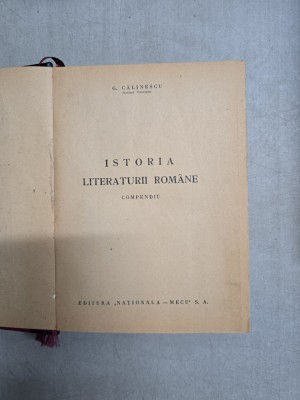 G. CĂLINESCU
ISTORIA
LITERATURII ROMÂNE
COMPENDIU
EDITURA „NAȚIONALA — MECU" S. A.